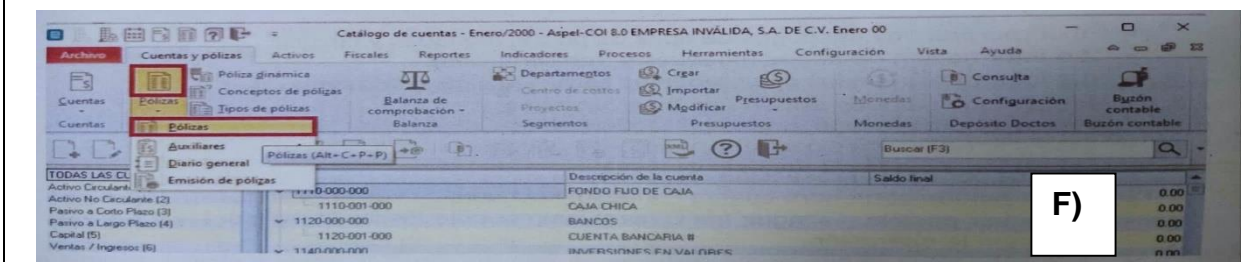 Catálogo de cuentas - Enero/2000 - Aspel-COI 8.0 EMPRESA INVÁLIDA, S.A. DE C.V. Enero 00
Archivo Cuentas y pólizas Activos Fiscales Reportes Indicadores Procesos Herramientas Configuración Vista Ayuda
Póliza dinámica Departamentos Crear Consulta
Conceptos de pólizas Centro de costos Importar
Cuentas Pólizas Tipos de pólizas Balanza de comprobación Proyectos Modificar Presupuestos Monedas Configuración Buzón contable
Cuentas Balanza Segmentos Presupuestos Monedas Depósito Doctos Buzón contable
Pólizas
Auxiliares
Pólizas (Alt+C+P+P)
Diario general
Emisión de pólizas
Buscar (F3)
TODAS LAS CU Descripción de la cuenta Saldo final
Activo Circulant 1110-000-000 FONDO FIJO DE CAJA 0.00
Activo No Circulante (2) 1110-001-000 CAJA CHICA 0.00
Pasivo a Corto Plazo (3) 1120-000-000 BANCOS 0.00
Pasivo a Largo Plazo (4)
Capital (5) 1120-001-000 CUENTA BANCARIA II 0.00
Ventas / Ingresos (6) 1140-000-000 INVERSIONES EN VALORES 0.00
F)